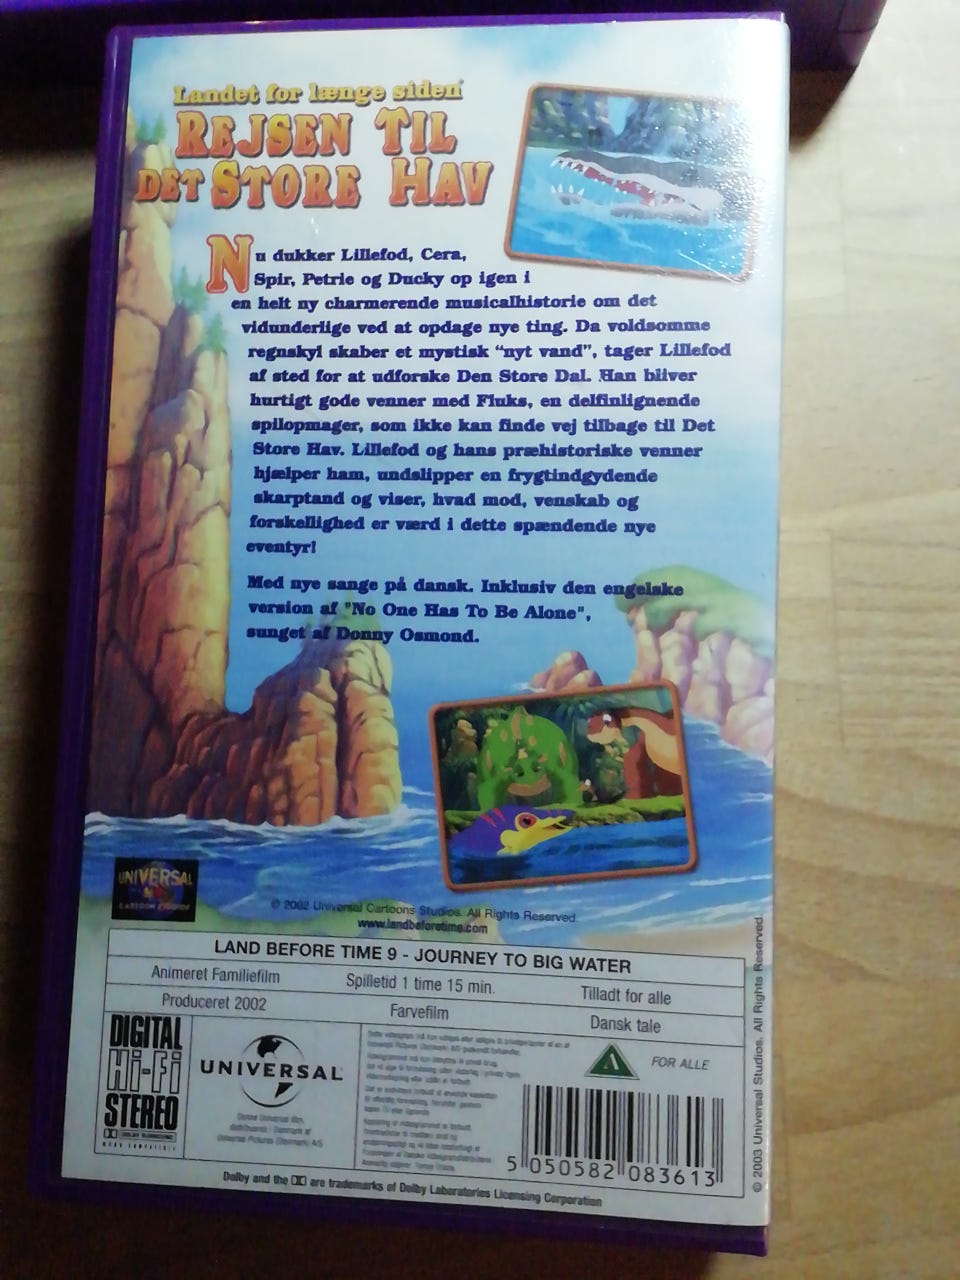 Landet for længe siden
REJSEN TIL
DET STORE HAV
Nu dukker Lillefod, Cera,
Spir, Petrie og Ducky op igen i
en helt ny charmerende musicalhistorie om det
vidunderlige ved at opdage nye ting. Da voldsomme
regnskyl skaber et mystisk “nyt vand”, tager Lillefod
af sted for at udforske Den Store Dal. Han bliver
hurtigt gode venner med Fluks, en delfinlignende
spilopmager, som ikke kan finde vej tilbage til Det
Store Hav. Lillefod og hans præhistoriske venner
hjælper ham, undslipper en frygtindgydende
skarptand og viser, hvad mod, venskab og
forskellighed er værd i dette spændende nye
eventyr!
Med nye sange på dansk. Inklusiv den engelske
version af "No One Has To Be Alone",
sunget af Donny Osmond.
UNIVERSAL
CARTOON STUDIOS
© 2002 Universal Cartoons Studios. All Rights Reserved.
www.landbeforetime.com
LAND BEFORE TIME 9 - JOURNEY TO BIG WATER
Animeret Familiefilm Spilletid 1 time 15 min. Tilladt for alle
Produceret 2002 Farvefilm Dansk tale
DIGITAL
Hi-Fi
STEREO
UNIVERSAL
Denne Universal film
distribueres i Danmark af
Universal Pictures (Denmark) A/S
A FOR ALLE
5 050582 083613
Dolby and the DD are trademarks of Dolby Laboratories Licensing Corporation
© 2003 Universal Studios. All Rights Reserved